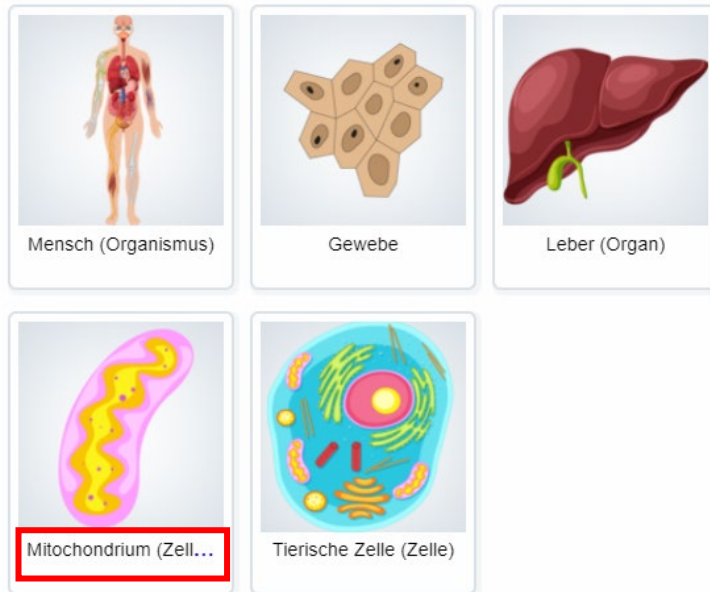 Mensch (Organismus)
Gewebe
Leber (Organ)
Mitochondrium (Zell...
Tierische Zelle (Zelle)